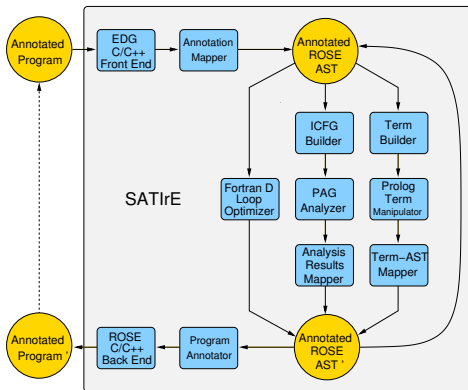 Annotated
Program
EDG
C/C++
Front End
Annotation
Mapper
Annotated
ROSE
AST
ICFG
Builder
Term
Builder
SATIrE
Fortran D
Loop
Optimizer
PAG
Analyzer
Prolog
Term
Manipulator
Analysis
Results
Mapper
Term−AST
Mapper
Annotated
Program '
ROSE
C/C++
Back End
Program
Annotator
Annotated
ROSE
AST '